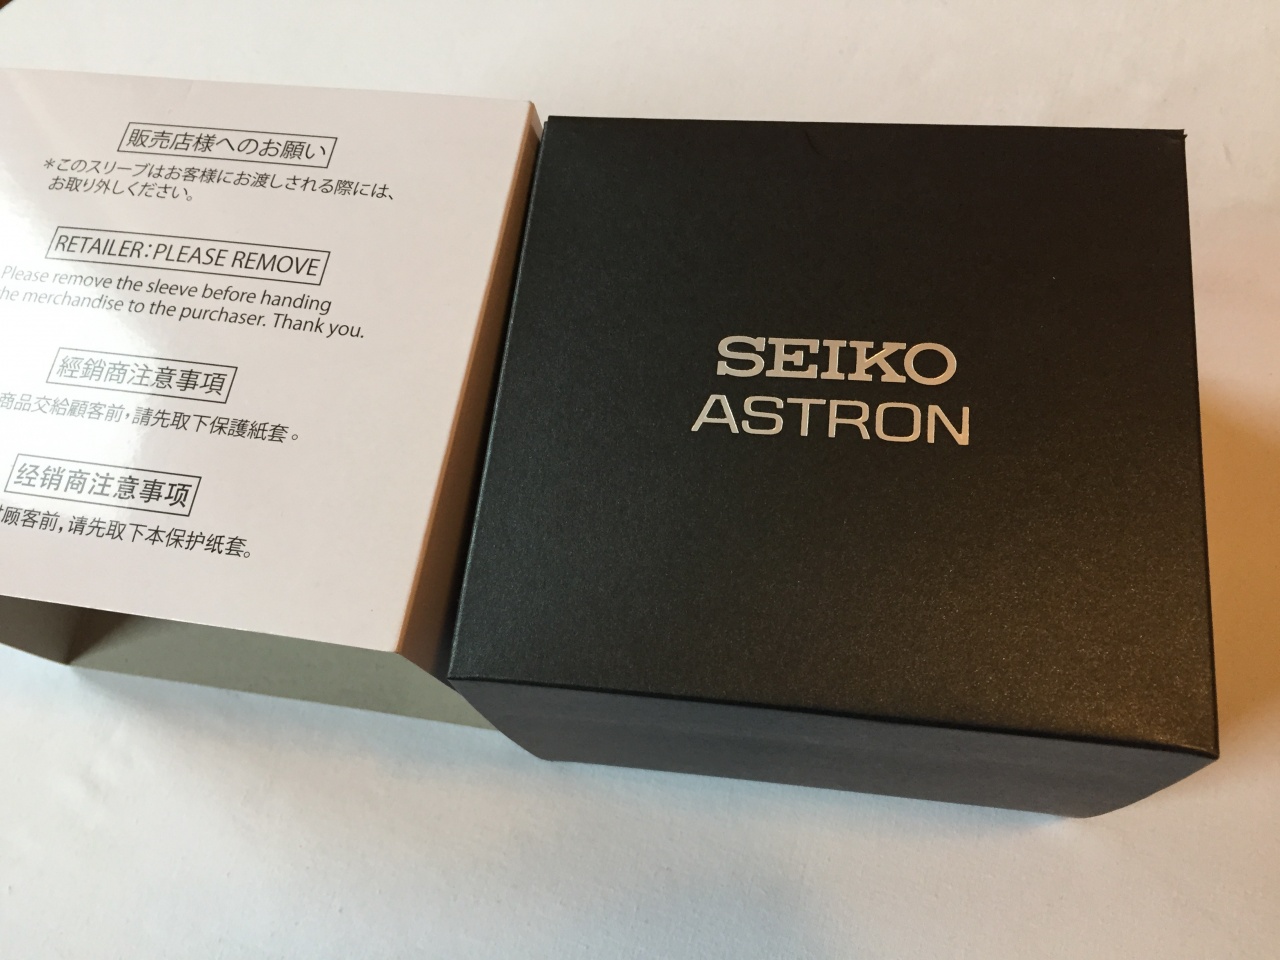 販売店様へのお願い
*このスリーブはお客様にお渡しされる際には、
お取り外しください。
RETAILER:PLEASE REMOVE
Please remove the sleeve before handing
he merchandise to the purchaser. Thank you.
經銷商注意事項
商品交給顧客前，請先取下保護紙套。
经销商注意事项
顾客前，请先取下本保护纸套。
SEIKO
ASTRON